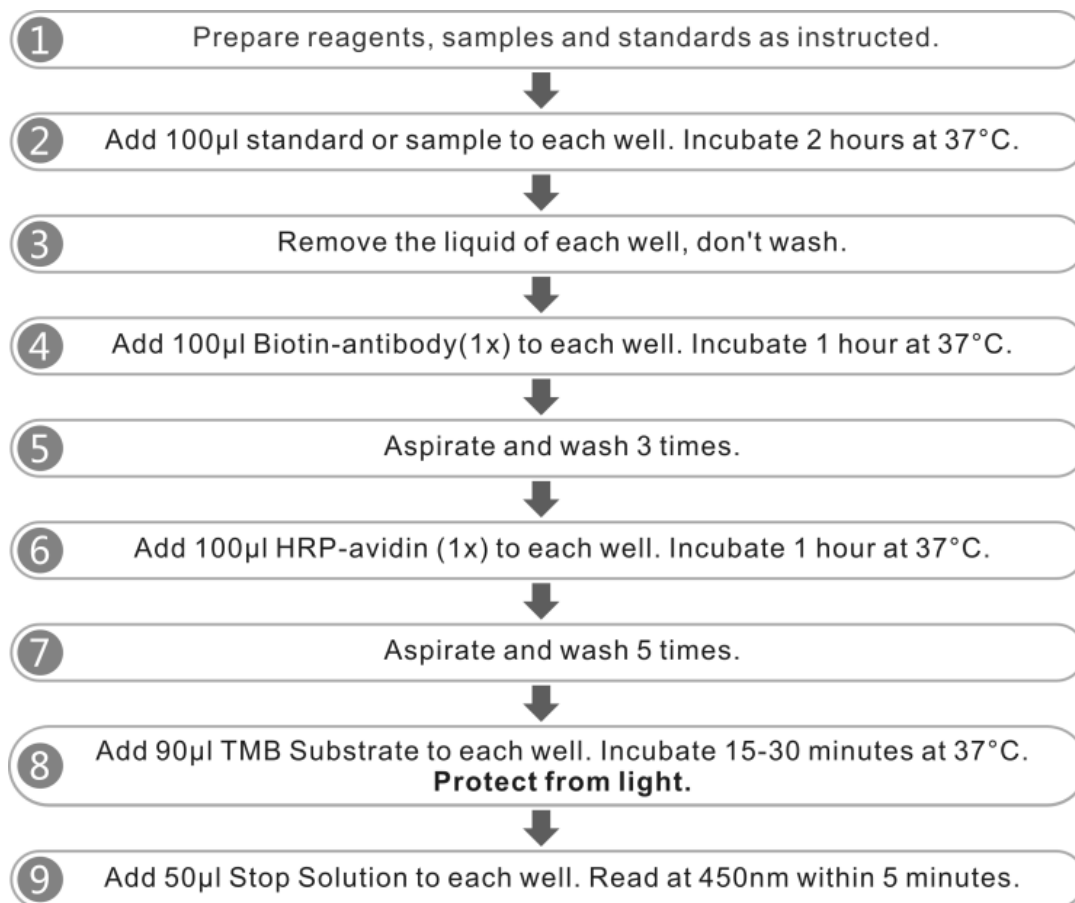 1 Prepare reagents, samples and standards as instructed.
2 Add 100µl standard or sample to each well. Incubate 2 hours at 37°C.
3 Remove the liquid of each well, don't wash.
4 Add 100µl Biotin-antibody(1x) to each well. Incubate 1 hour at 37°C.
5 Aspirate and wash 3 times.
6 Add 100µl HRP-avidin (1x) to each well. Incubate 1 hour at 37°C.
7 Aspirate and wash 5 times.
8 Add 90µl TMB Substrate to each well. Incubate 15-30 minutes at 37°C.
Protect from light.
9 Add 50µl Stop Solution to each well. Read at 450nm within 5 minutes.